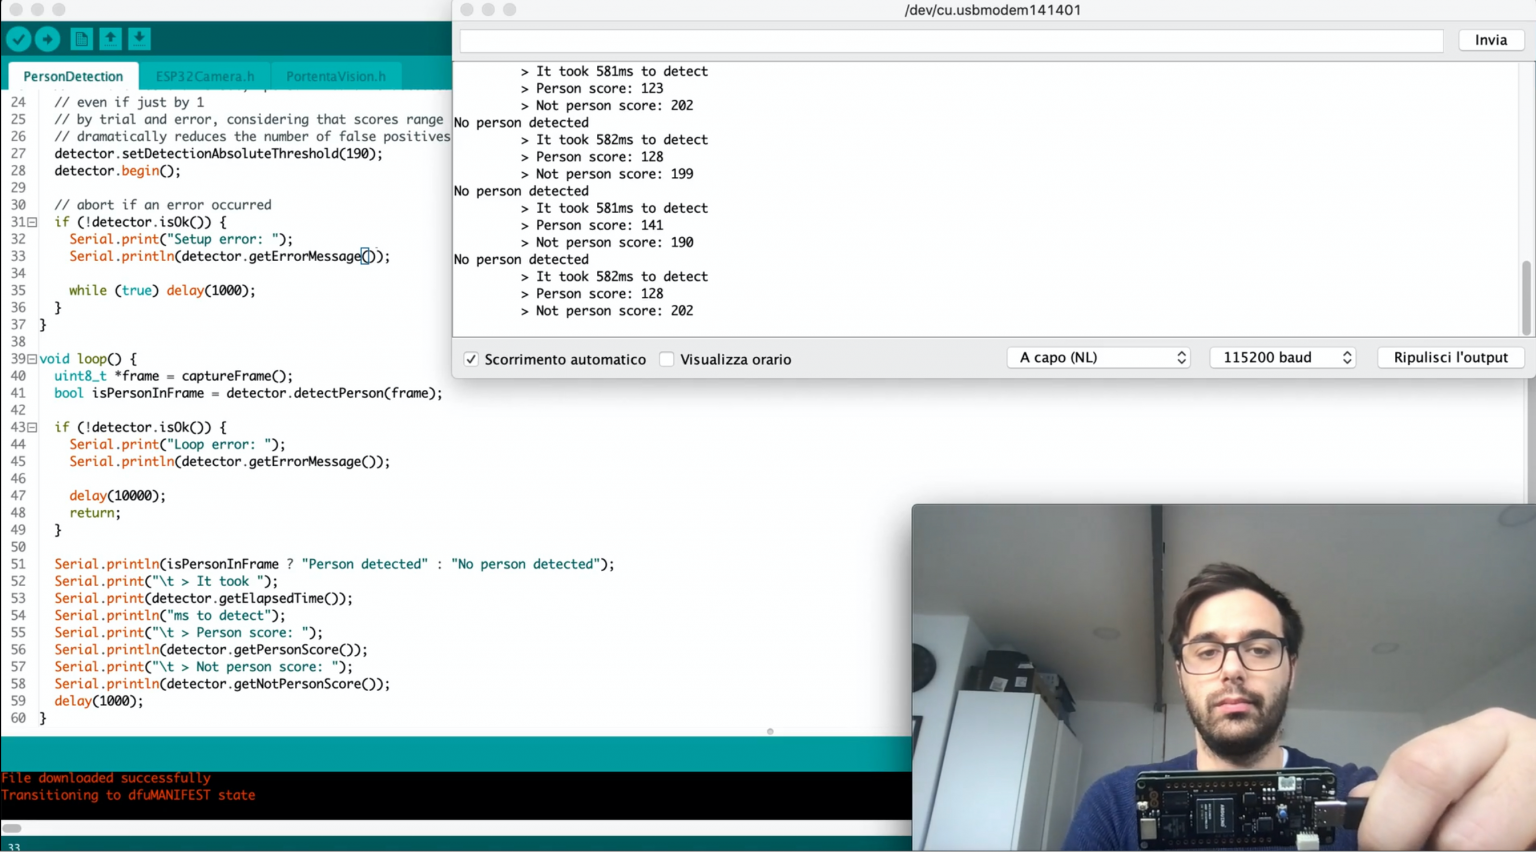 /dev/cu.usbmodem141401
Invia
PersonDetection
ESP32Camera.h
PortentaVision.h
24 // even if just by 1
25 // by trial and error, considering that scores range
26 // dramatically reduces the number of false positives
27 detector.setDetectionAbsoluteThreshold(190);
28 detector.begin();
29
30 // abort if an error occurred
31 if (!detector.isOk()) {
32 Serial.print("Setup error: ");
33 Serial.println(detector.getErrorMessage());
34
35 while (true) delay(1000);
36 }
37 }
38
39 void loop() {
40 uint8_t *frame = captureFrame();
41 bool isPersonInFrame = detector.detectPerson(frame);
42
43 if (!detector.isOk()) {
44 Serial.print("Loop error: ");
45 Serial.println(detector.getErrorMessage());
46
47 delay(10000);
48 return;
49 }
50
51 Serial.println(isPersonInFrame ? "Person detected" : "No person detected");
52 Serial.print("\t > It took ");
53 Serial.print(detector.getElapsedTime());
54 Serial.println("ms to detect");
55 Serial.print("\t > Person score: ");
56 Serial.println(detector.getPersonScore());
57 Serial.print("\t > Not person score: ");
58 Serial.println(detector.getNotPersonScore());
59 delay(1000);
60 }
> It took 581ms to detect
> Person score: 123
> Not person score: 202
No person detected
> It took 582ms to detect
> Person score: 128
> Not person score: 199
No person detected
> It took 581ms to detect
> Person score: 141
> Not person score: 190
No person detected
> It took 582ms to detect
> Person score: 128
> Not person score: 202
Scorrimento automatico
Visualizza orario
A capo (NL)
115200 baud
Ripulisci l'output
File downloaded successfully
Transitioning to dfuMANIFEST state
33